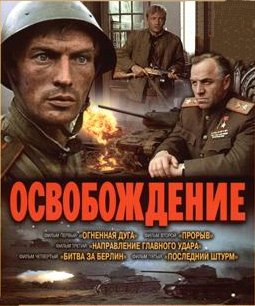 ОСВОБОЖДЕНИЕ
ФИЛЬМ ПЕРВЫЙ: «ОГНЕННАЯ ДУГА» ФИЛЬМ ВТОРОЙ: «ПРОРЫВ»
ФИЛЬМ ТРЕТИЙ: «НАПРАВЛЕНИЕ ГЛАВНОГО УДАРА»
ФИЛЬМ ЧЕТВЕРТЫЙ: «БИТВА ЗА БЕРЛИН» ФИЛЬМ ПЯТЫЙ: «ПОСЛЕДНИЙ ШТУРМ»